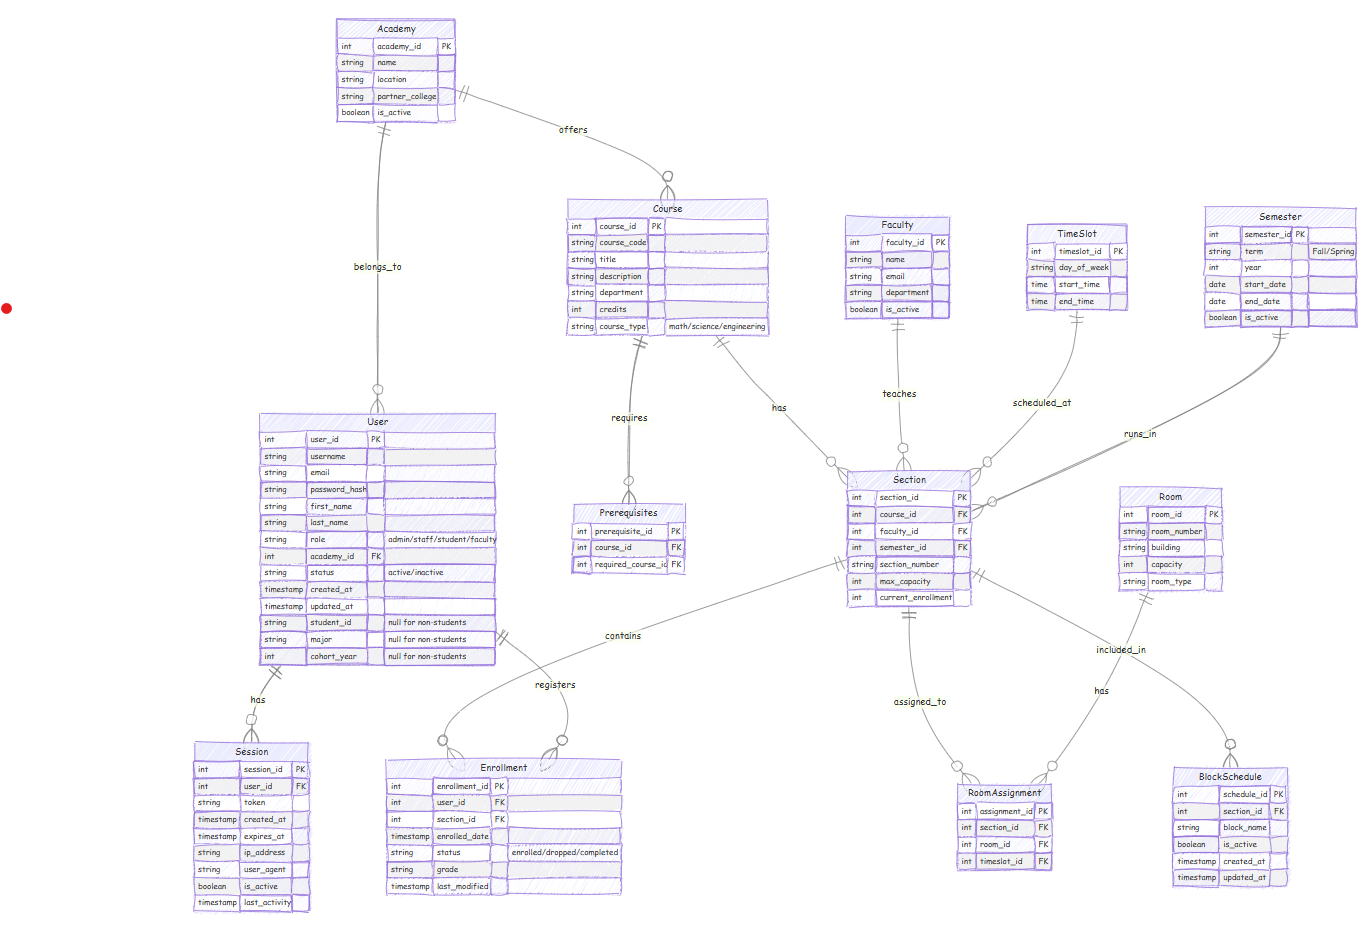 Academy
int academy_id PK
string name
string location
string partner_college
boolean is_active
offers
belongs_to
Course
int course_id PK
string course_code
string title
string description
string department
int credits
string course_type math/science/engineering
Faculty
int faculty_id PK
string name
string email
string department
boolean is_active
TimeSlot
int timeslot_id PK
string day_of_week
time start_time
time end_time
Semester
int semester_id PK
string term Fall/Spring
int year
date start_date
date end_date
boolean is_active
requires
has
teaches
scheduled_at
runs_in
User
int user_id PK
string username
string email
string password_hash
string first_name
string last_name
string role admin/staff/student/faculty
int academy_id FK
string status active/inactive
timestamp created_at
timestamp updated_at
string student_id null for non-students
string major null for non-students
int cohort_year null for non-students
Prerequisites
int prerequisite_id PK
int course_id FK
int required_course_id FK
Section
int section_id PK
int course_id FK
int faculty_id FK
int semester_id FK
string section_number
int max_capacity
int current_enrollment
Room
int room_id PK
string room_number
string building
int capacity
string room_type
contains
included_in
registers
has
assigned_to
has
Session
int session_id PK
int user_id FK
string token
timestamp created_at
timestamp expires_at
string ip_address
string user_agent
boolean is_active
timestamp last_activity
Enrollment
int enrollment_id PK
int user_id FK
int section_id FK
timestamp enrolled_date
string status enrolled/dropped/completed
string grade
timestamp last_modified
RoomAssignment
int assignment_id PK
int section_id FK
int room_id FK
int timeslot_id FK
BlockSchedule
int schedule_id PK
int section_id FK
string block_name
boolean is_active
timestamp created_at
timestamp updated_at